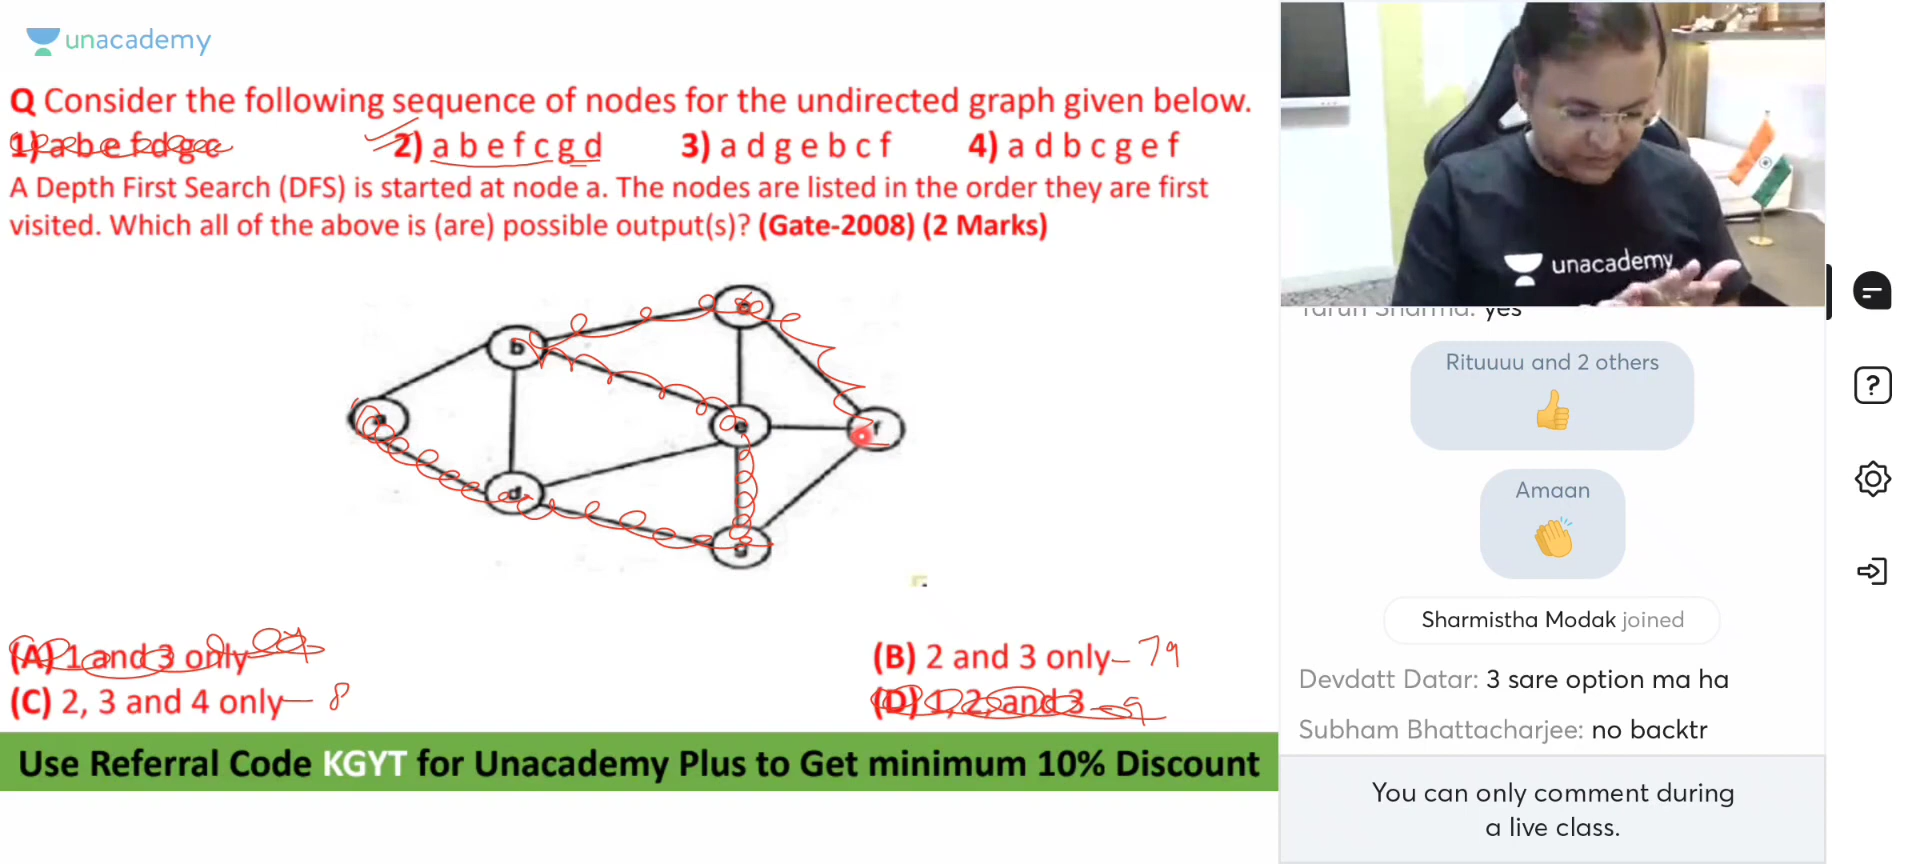 unacademy
Q Consider the following sequence of nodes for the undirected graph given below.
1) a b e f d g c 2) a b e f c g d 3) a d g e b c f 4) a d b c g e f
A Depth First Search (DFS) is started at node a. The nodes are listed in the order they are first
visited. Which all of the above is (are) possible output(s)? (Gate-2008) (2 Marks)
b
a
e
f
d
g
(A) 1 and 3 only
(B) 2 and 3 only – 79
(C) 2, 3 and 4 only – 8
(D) 1, 2, and 3 – 9
Use Referral Code KGYT for Unacademy Plus to Get minimum 10% Discount
unacademy
Tarun Sharma: yes
Rituuuu and 2 others
Amaan
Sharmistha Modak joined
Devdatt Datar: 3 sare option ma ha
Subham Bhattacharjee: no backtr
You can only comment during
a live class.
?